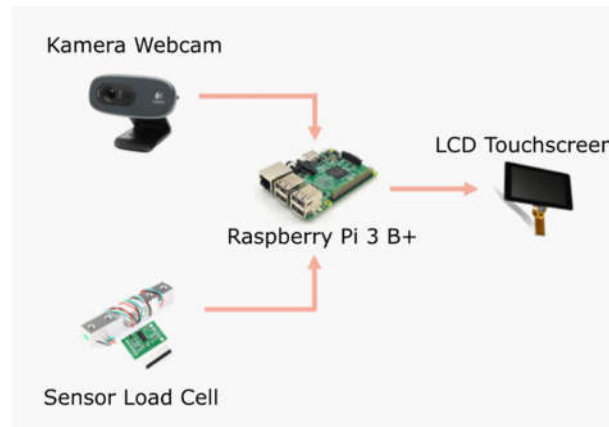 Kamera Webcam
LCD Touchscreen
Raspberry Pi 3 B+
Sensor Load Cell